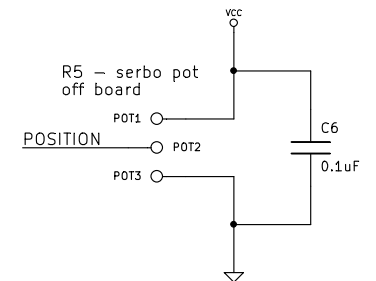 VCC
R5 – serbo pot
off board
POT1
C6
POSITION
POT2
0.1uF
POT3